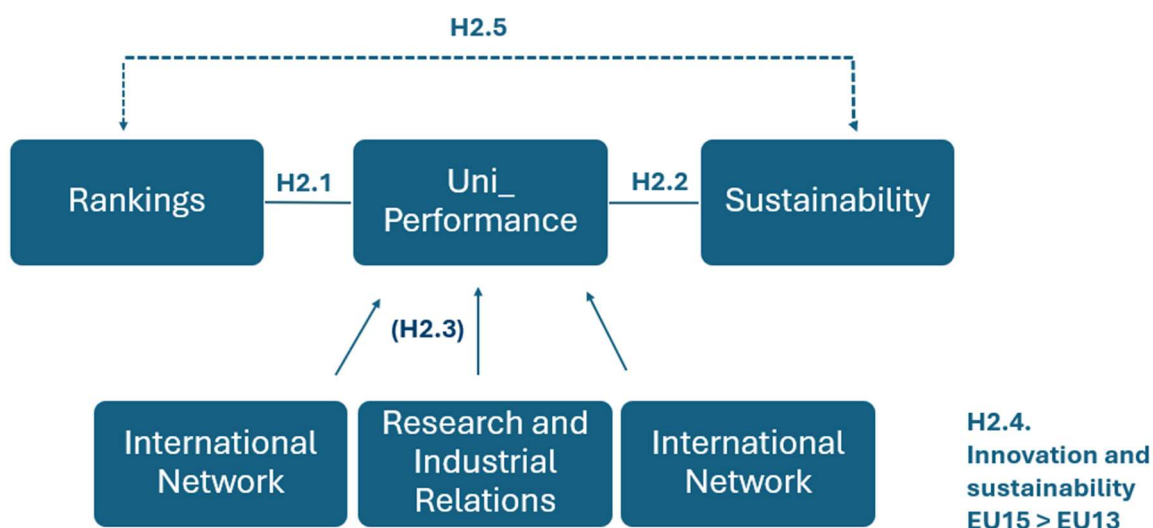 H2.5
Rankings
H2.1
Uni_
Performance
H2.2
Sustainability
(H2.3)
International
Network
Research and
Industrial
Relations
International
Network
H2.4.
Innovation and
sustainability
EU15 > EU13